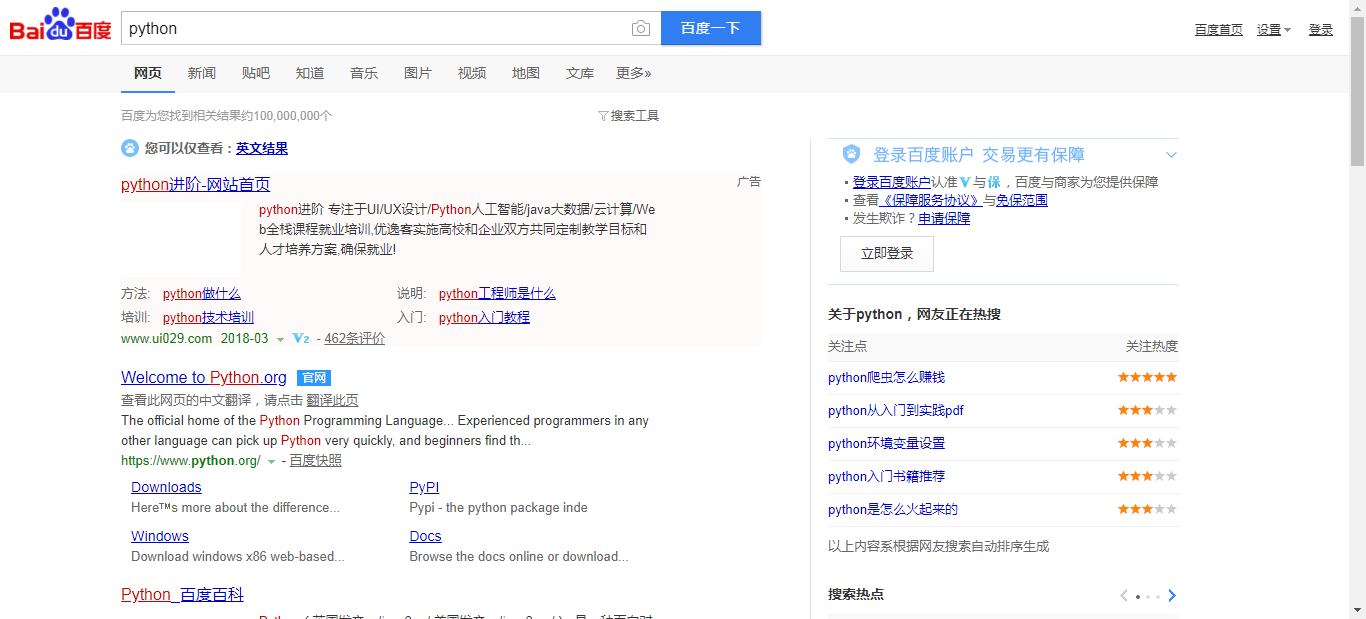 Bai du 百度
python
百度一下
百度首页 设置 登录
网页 新闻 贴吧 知道 音乐 图片 视频 地图 文库 更多»
百度为您找到相关结果约100,000,000个
搜索工具
您可以仅查看：英文结果
python进阶-网站首页
广告
python进阶 专注于UI/UX设计/Python人工智能/java大数据/云计算/We
b全栈课程就业培训,优逸客实施高校和企业双方共同定制教学目标和
人才培养方案,确保就业!
方法: python做什么 说明: python工程师是什么
培训: python技术培训 入门: python入门教程
www.ui029.com 2018-03 V2 - 462条评价
Welcome to Python.org 官网
查看此网页的中文翻译，请点击 翻译此页
The official home of the Python Programming Language... Experienced programmers in any
other language can pick up Python very quickly, and beginners find th...
https://www.python.org/ - 百度快照
Downloads PyPI
Here™s more about the difference... Pypi - the python package inde
Windows Docs
Download windows x86 web-based... Browse the docs online or download...
Python_百度百科
登录百度账户 交易更有保障
登录百度账户认准V与保，百度与商家为您提供保障
查看《保障服务协议》与免保范围
发生欺诈？申请保障
立即登录
关于python，网友正在热搜
关注点 关注热度
python爬虫怎么赚钱
python从入门到实践pdf
python环境变量设置
python入门书籍推荐
python是怎么火起来的
以上内容系根据网友搜索自动排序生成
搜索热点